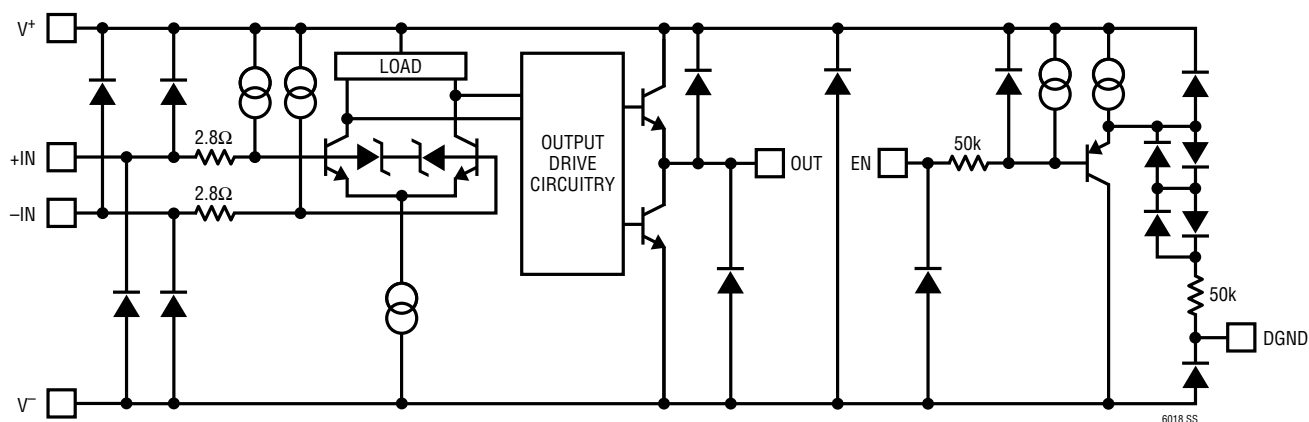 V+
LOAD
2.8Ω
+IN
OUTPUT
DRIVE
CIRCUITRY
OUT
EN
50k
2.8Ω
–IN
50k
DGND
V–
6018 SS